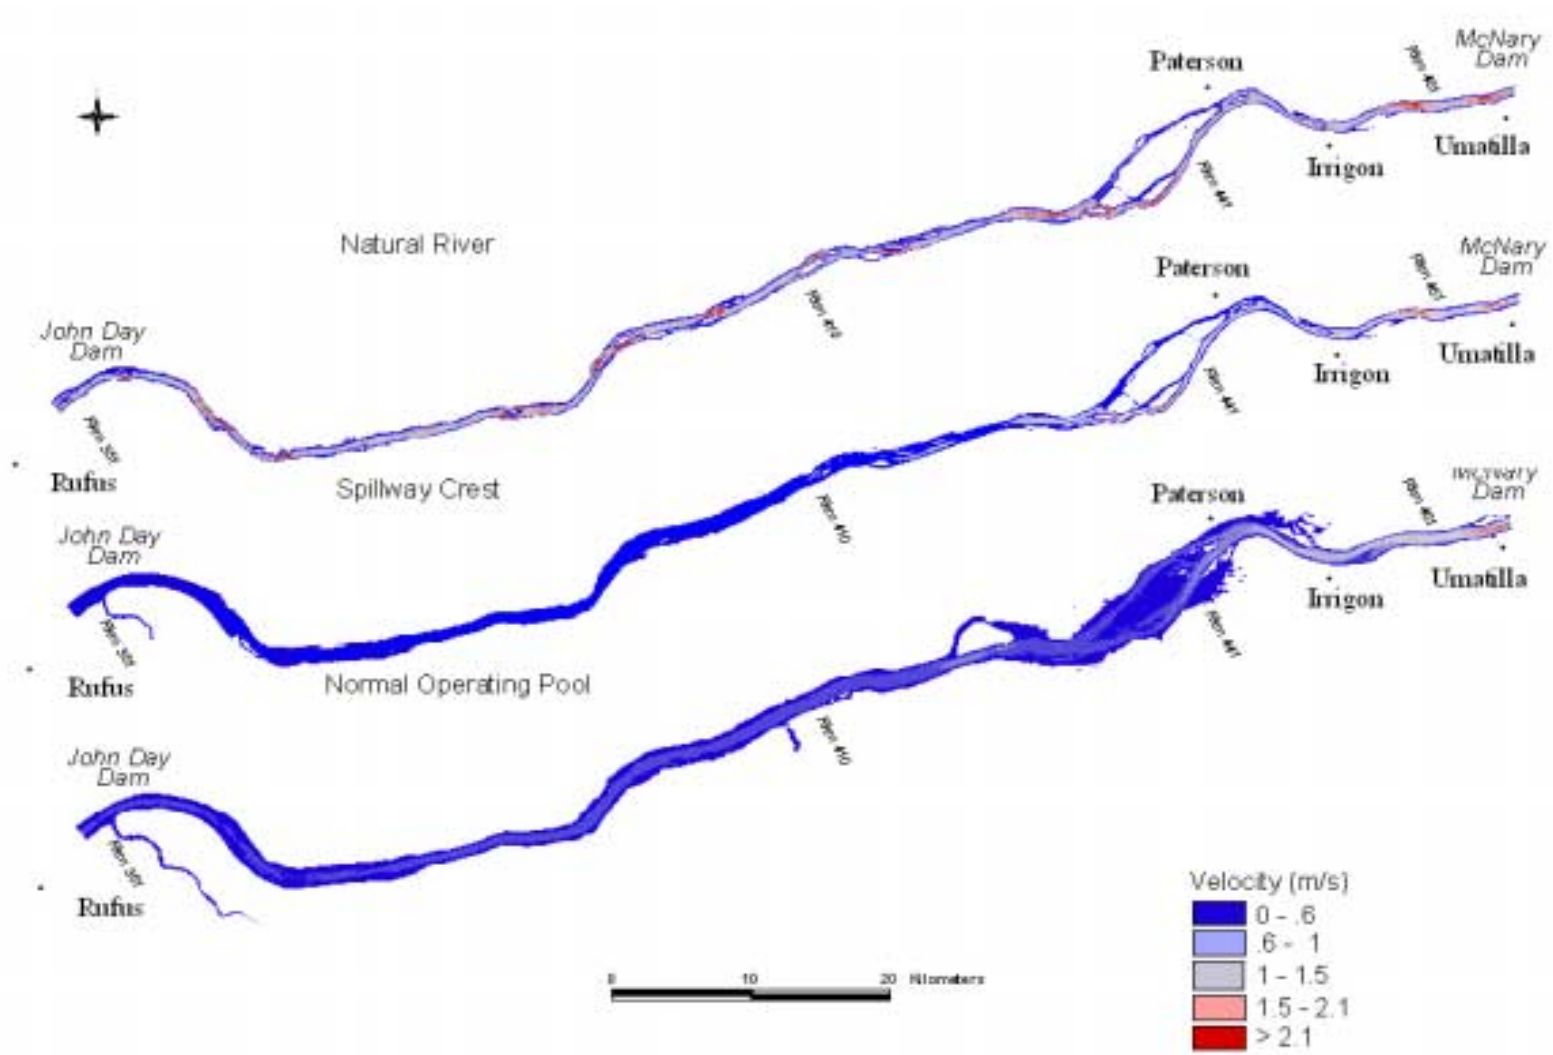 McNary
Dam
Paterson
Umatilla
Irrigon
Natural River
McNary
Dam
Paterson
John Day
Dam
Umatilla
Irrigon
Rufus
Spillway Crest
Dam
Paterson
John Day
Dam
Umatilla
Irrigon
Rufus
Normal Operating Pool
John Day
Dam
Rufus
Velocity (m/s)
0 - .6
.6 - 1
1 - 1.5
1.5 - 2.1
> 2.1
0 10 20 Kilometers